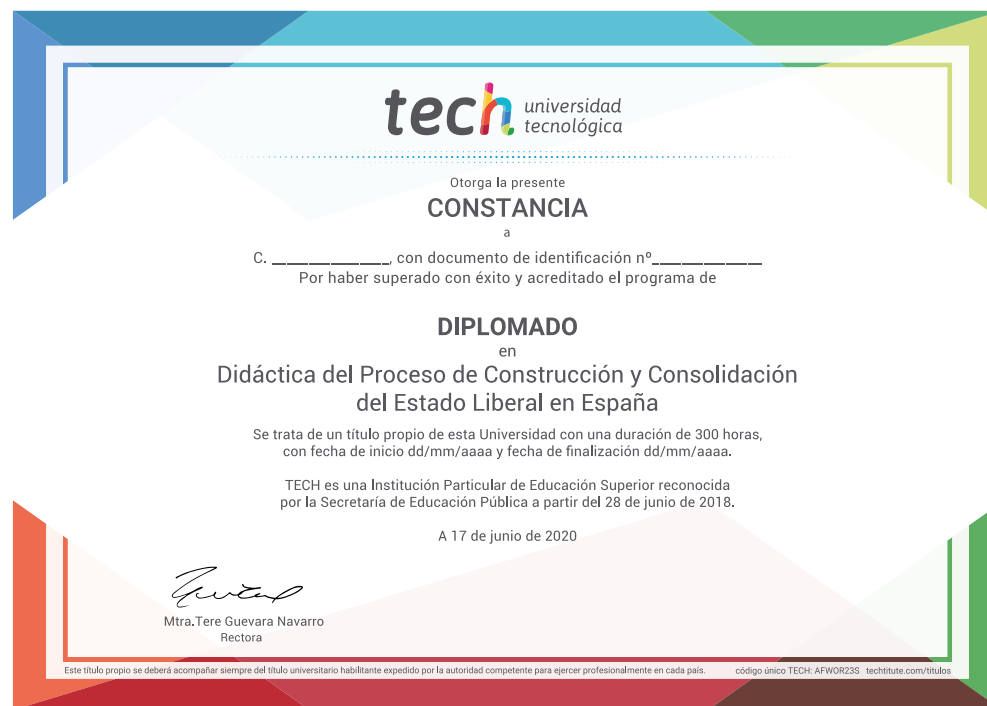 tech universidad
tecnológica
Otorga la presente
CONSTANCIA
a
C. ______________, con documento de identificación nº_____________
Por haber superado con éxito y acreditado el programa de
DIPLOMADO
en
Didáctica del Proceso de Construcción y Consolidación
del Estado Liberal en España
Se trata de un título propio de esta Universidad con una duración de 300 horas,
con fecha de inicio dd/mm/aaaa y fecha de finalización dd/mm/aaaa.
TECH es una Institución Particular de Educación Superior reconocida
por la Secretaría de Educación Pública a partir del 28 de junio de 2018.
A 17 de junio de 2020
Mtra.Tere Guevara Navarro
Rectora
Este título propio se deberá acompañar siempre del título universitario habilitante expedido por la autoridad competente para ejercer profesionalmente en cada país. código único TECH: AFWOR23S techtitute.com/titulos